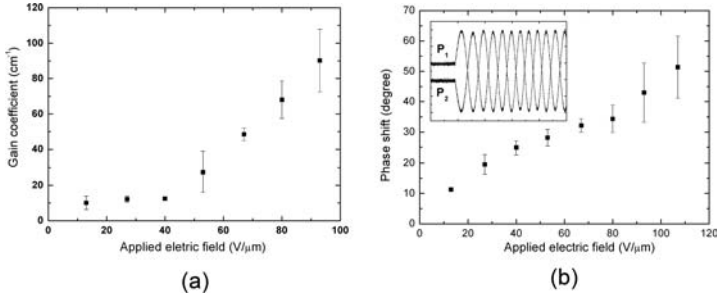 120
100
80
60
40
20
0
Gain coefficient (cm⁻¹)
0 20 40 60 80 100
Applied eletric field (V/μm)
(a)
70
60
50
40
30
20
10
0
Phase shift (degree)
P₁
P₂
0 20 40 60 80 100 120
Applied electric field (V/μm)
(b)